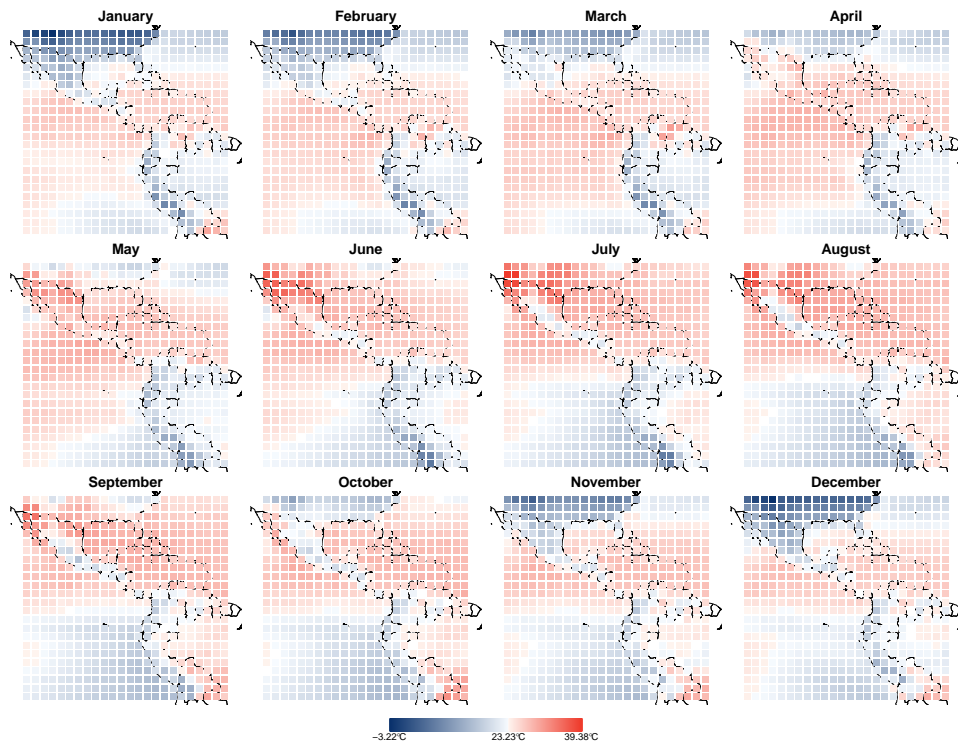 January February March April
May June July August
September October November December
−3.22℃ 23.23℃ 39.38℃